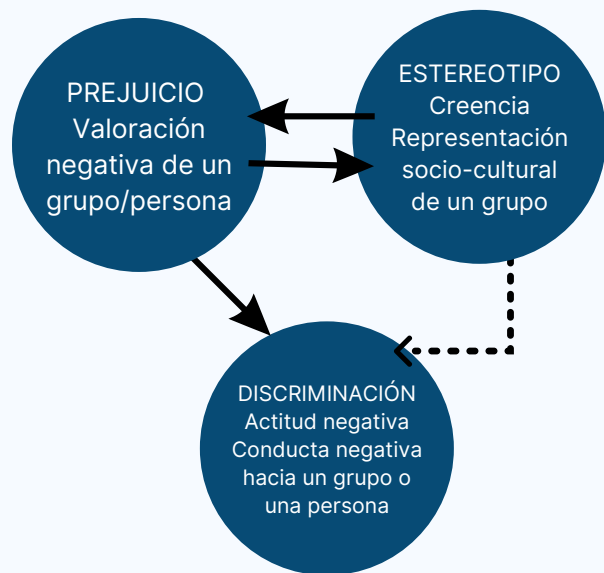 PREJUICIO
Valoración
negativa de un
grupo/persona
ESTEREOTIPO
Creencia
Representación
socio-cultural
de un grupo
DISCRIMINACIÓN
Actitud negativa
Conducta negativa
hacia un grupo o
una persona